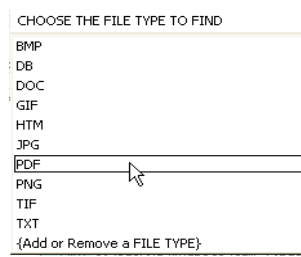 CHOOSE THE FILE TYPE TO FIND
BMP
DB
DOC
GIF
HTM
JPG
PDF
PNG
TIF
TXT
{Add or Remove a FILE TYPE}